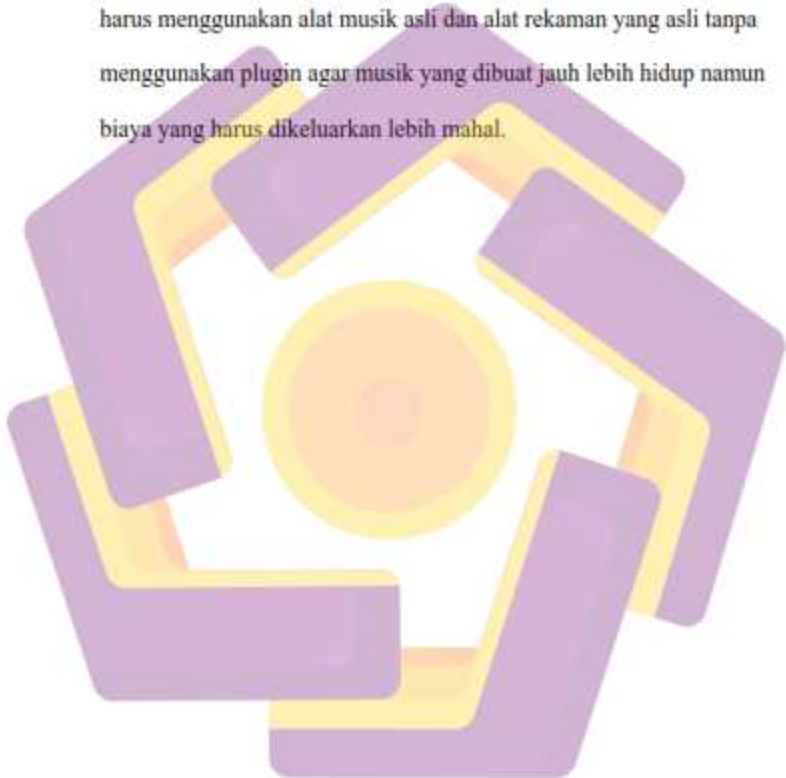 harus menggunakan alat musik asli dan alat rekaman yang asli tanpa
menggunakan plugin agar musik yang dibuat jauh lebih hidup namun
biaya yang harus dikeluarkan lebih mahal.